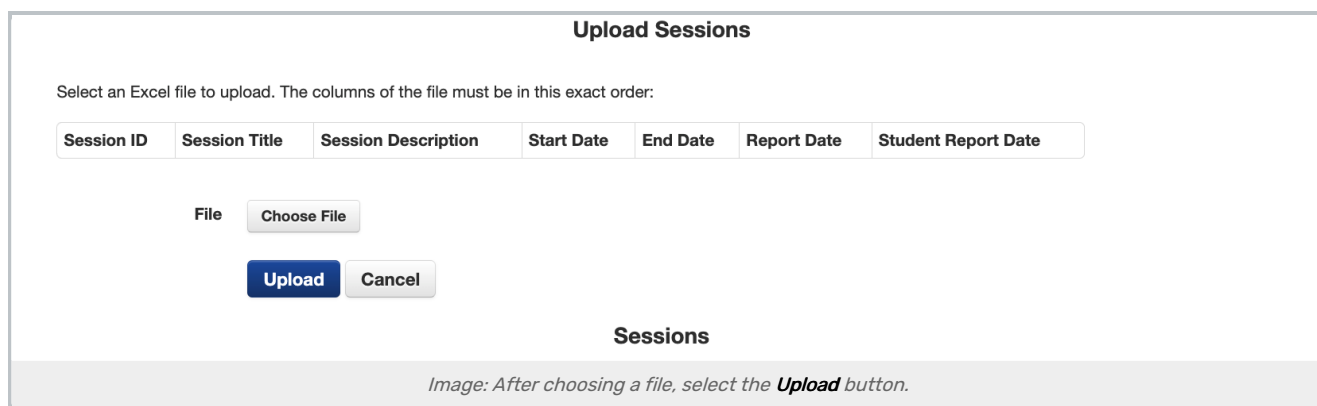 Upload Sessions
Select an Excel file to upload. The columns of the file must be in this exact order:
Session ID Session Title Session Description Start Date End Date Report Date Student Report Date
File Choose File
Upload Cancel
Sessions
Image: After choosing a file, select the Upload button.